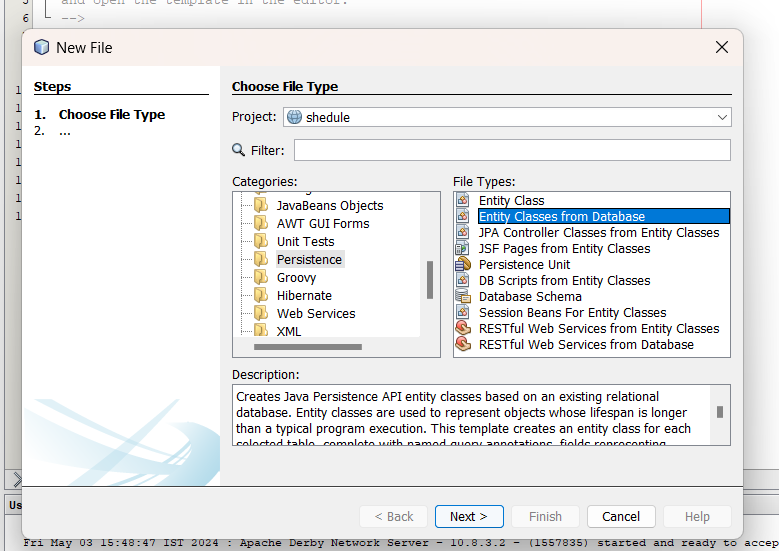 and open the template in the editor.
6
-->
New File
Steps
1. Choose File Type
2. ...
Choose File Type
Project: shedule
Filter:
Categories:
JavaBeans Objects
AWT GUI Forms
Unit Tests
Persistence
Groovy
Hibernate
Web Services
XML
File Types:
Entity Class
Entity Classes from Database
JPA Controller Classes from Entity Classes
JSF Pages from Entity Classes
Persistence Unit
DB Scripts from Entity Classes
Database Schema
Session Beans For Entity Classes
RESTful Web Services from Entity Classes
RESTful Web Services from Database
Description:
Creates Java Persistence API entity classes based on an existing relational
database. Entity classes are used to represent objects whose lifespan is longer
than a typical program execution. This template creates an entity class for each
selected table, complete with named query annotations, fields representing
< Back
Next >
Finish
Cancel
Help
Us
Fri May 03 15:48:47 IST 2024 : Apache Derby Network Server - 10.8.3.2 - (1557835) started and ready to accep